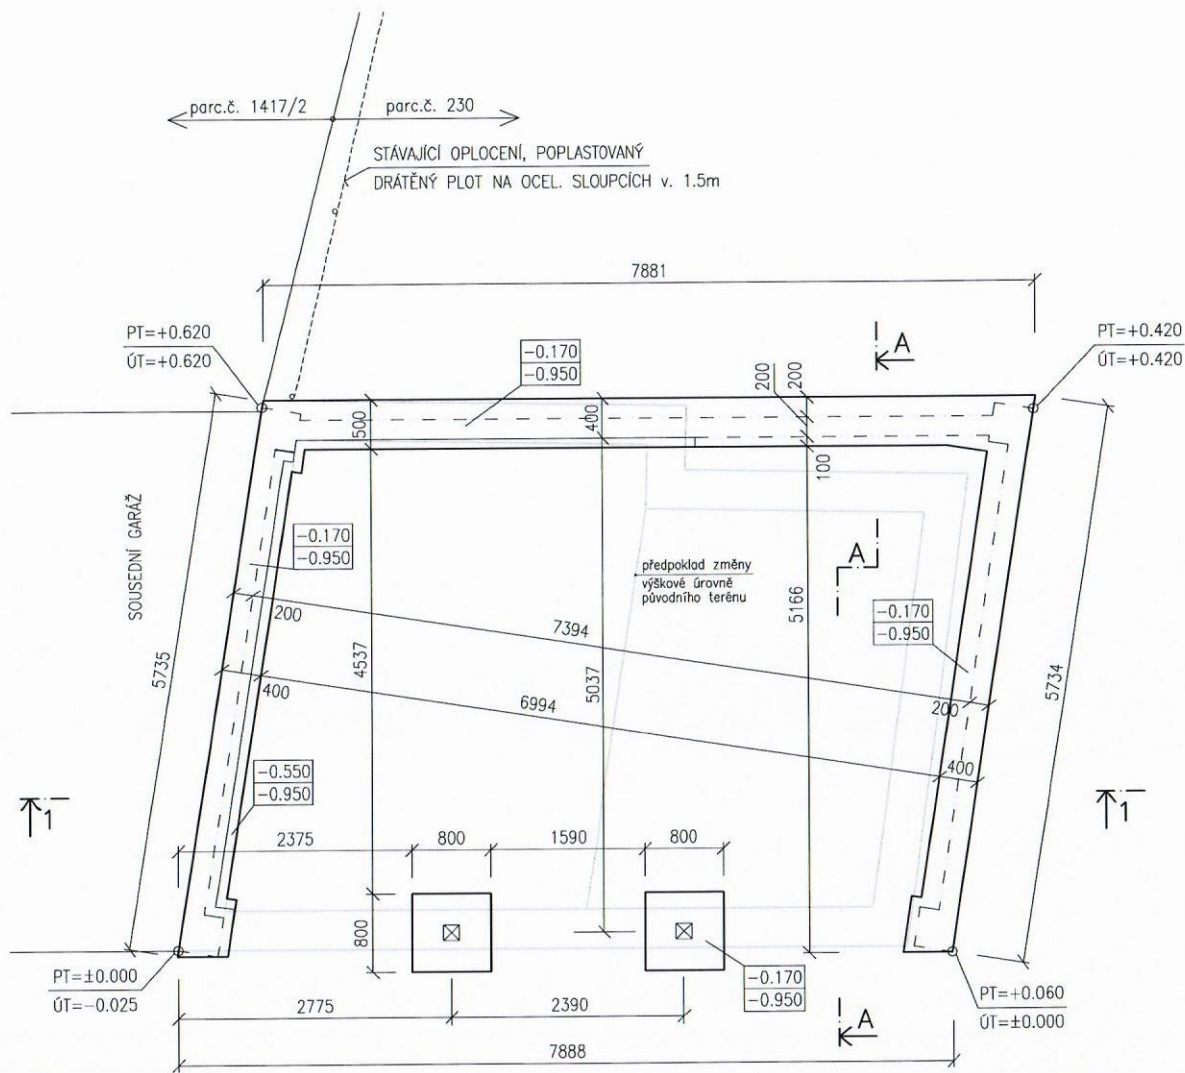 parc.č. 1417/2
parc.č. 230
STÁVAJÍCÍ OPLOCENÍ, POPLASTOVANÝ
DRÁTĚNÝ PLOT NA OCEL. SLOUPCÍCH v. 1.5m
7881
PT=+0.620
ÚT=+0.620
-0.170
-0.950
A
PT=+0.420
ÚT=+0.420
200
200
500
400
100
SOUSEDNÍ GARÁŽ
-0.170
-0.950
A
předpoklad změny
výškové úrovně
původního terénu
-0.170
-0.950
200
7394
5735
4537
5037
5166
5734
400
6994
200
400
-0.550
-0.950
1
1
2375
800
1590
800
800
PT=±0.000
ÚT=-0.025
-0.170
-0.950
PT=+0.060
ÚT=±0.000
2775
2390
A
7888